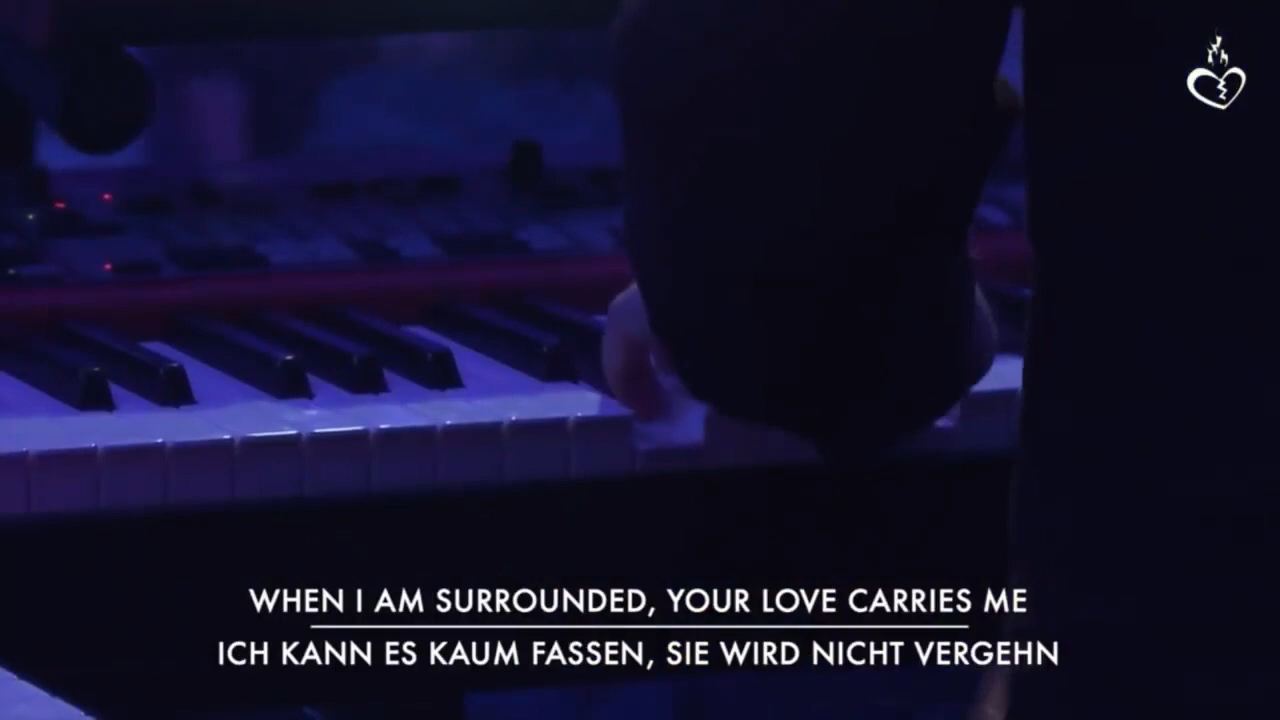 WHEN I AM SURROUNDED, YOUR LOVE CARRIES ME
ICH KANN ES KAUM FASSEN, SIE WIRD NICHT VERGEHN